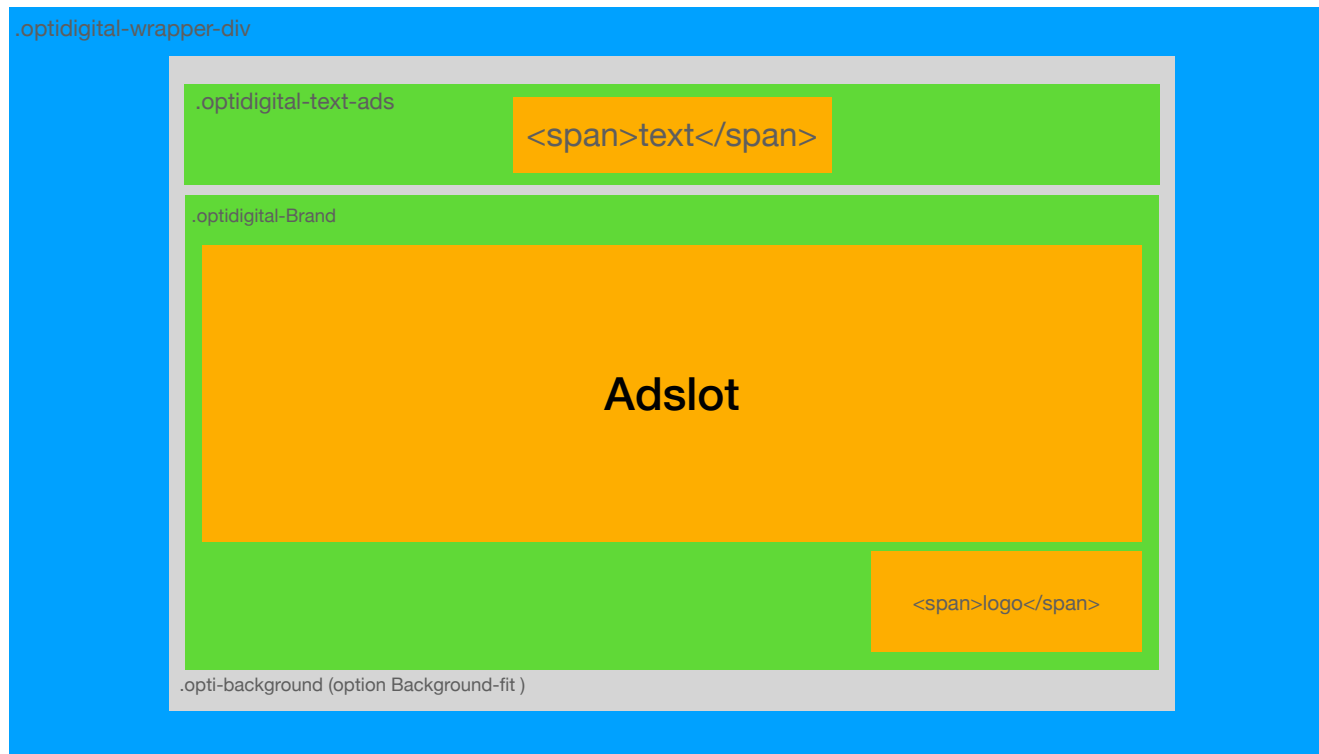 .optidigital-wrapper-div
.optidigital-text-ads
<span>text</span>
.optidigital-Brand
Adslot
<span>logo</span>
.opti-background (option Background-fit )